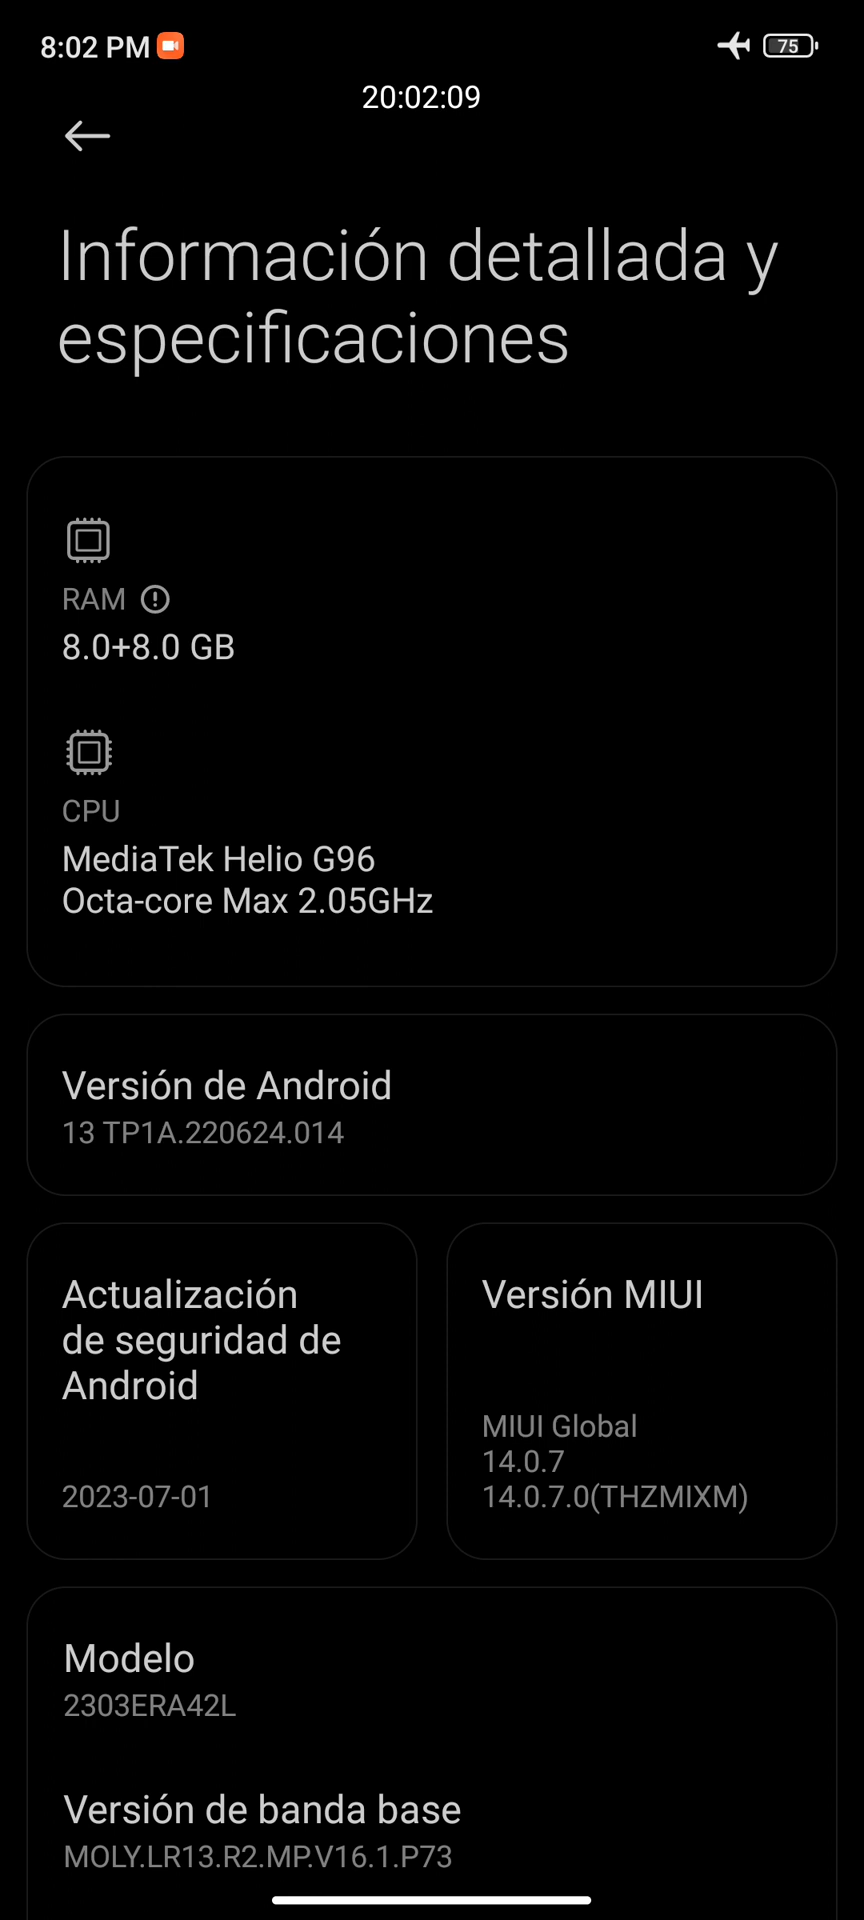 8:02 PM
75
20:02:09
Información detallada y
especificaciones
RAM
8.0+8.0 GB
CPU
MediaTek Helio G96
Octa-core Max 2.05GHz
Versión de Android
13 TP1A.220624.014
Actualización
de seguridad de
Android
2023-07-01
Versión MIUI
MIUI Global
14.0.7
14.0.7.0(THZMIXM)
Modelo
2303ERA42L
Versión de banda base
MOLY.LR13.R2.MP.V16.1.P73